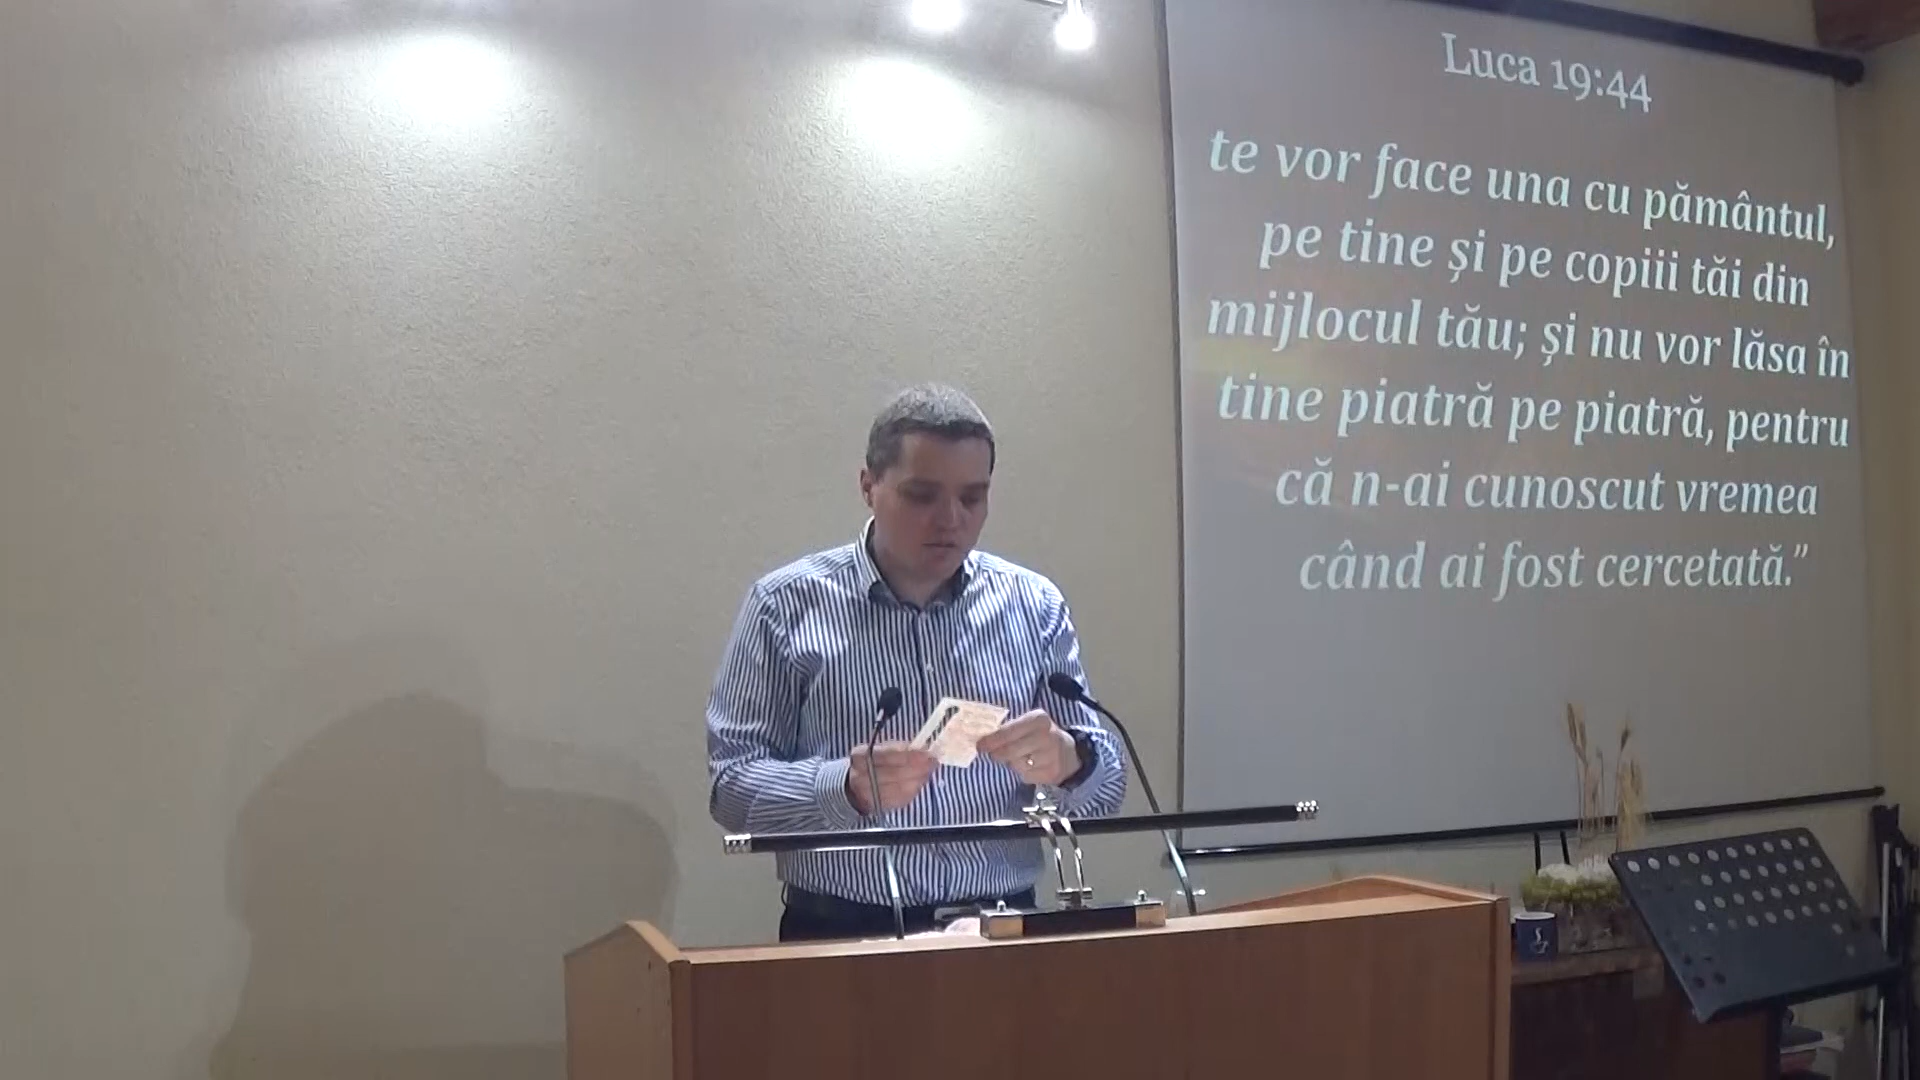 Luca 19:44
te vor face una cu pământul,
pe tine și pe copiii tăi din
mijlocul tău; și nu vor lăsa în
tine piatră pe piatră, pentru
că n-ai cunoscut vremea
când ai fost cercetată.”